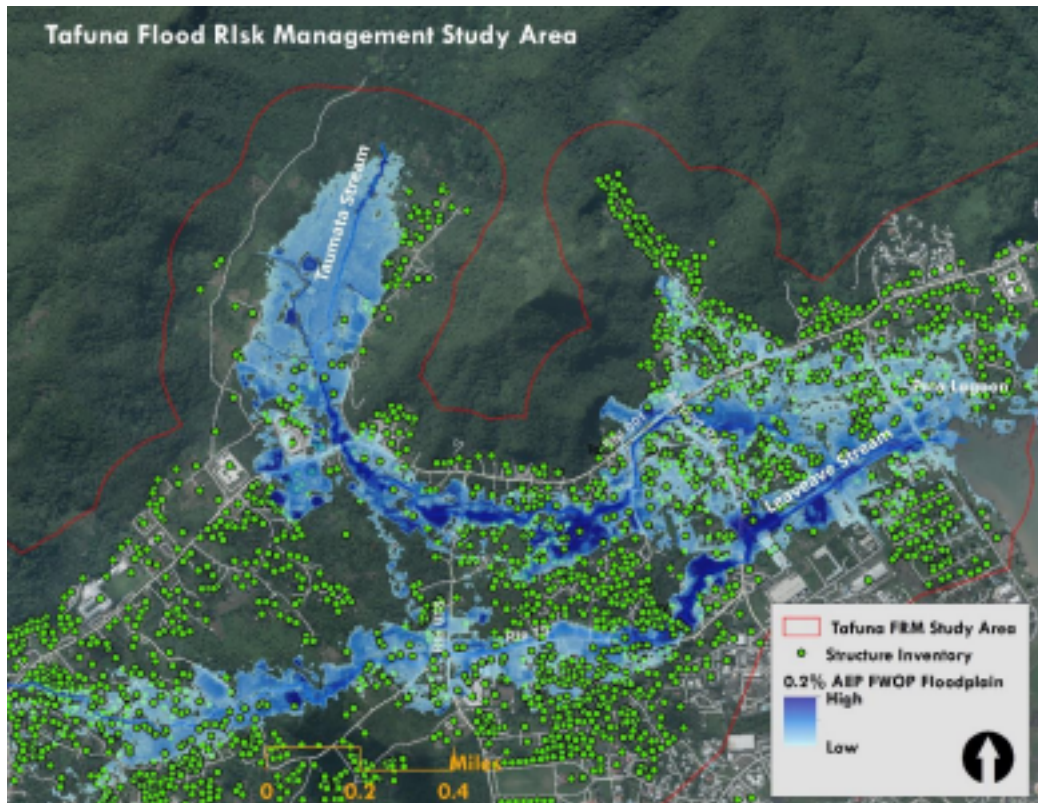 Tafuna Flood RIsk Management Study Area
Taumata Stream
Lagoon
Leaveave Stream
Tafuna FRM Study Area
Structure Inventory
0.2% AEP FWOP Floodplain
High
Low
Miles
0 0.2 0.4